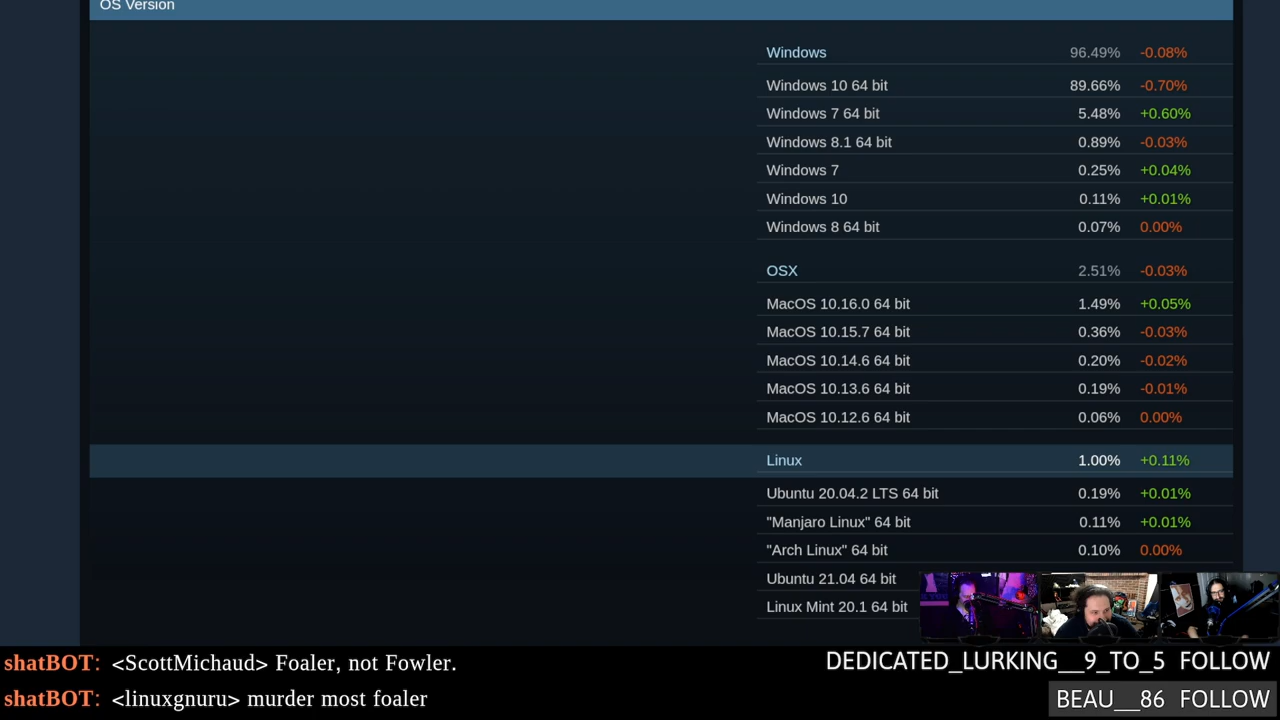 OS Version
Windows 96.49% -0.08%
Windows 10 64 bit 89.66% -0.70%
Windows 7 64 bit 5.48% +0.60%
Windows 8.1 64 bit 0.89% -0.03%
Windows 7 0.25% +0.04%
Windows 10 0.11% +0.01%
Windows 8 64 bit 0.07% 0.00%
OSX 2.51% -0.03%
MacOS 10.16.0 64 bit 1.49% +0.05%
MacOS 10.15.7 64 bit 0.36% -0.03%
MacOS 10.14.6 64 bit 0.20% -0.02%
MacOS 10.13.6 64 bit 0.19% -0.01%
MacOS 10.12.6 64 bit 0.06% 0.00%
Linux 1.00% +0.11%
Ubuntu 20.04.2 LTS 64 bit 0.19% +0.01%
"Manjaro Linux" 64 bit 0.11% +0.01%
"Arch Linux" 64 bit 0.10% 0.00%
Ubuntu 21.04 64 bit
Linux Mint 20.1 64 bit
shatBOT: <ScottMichaud> Foaler, not Fowler.
DEDICATED_LURKING__9_TO_5 FOLLOW
shatBOT: <linuxgnuru> murder most foaler
BEAU__86 FOLLOW